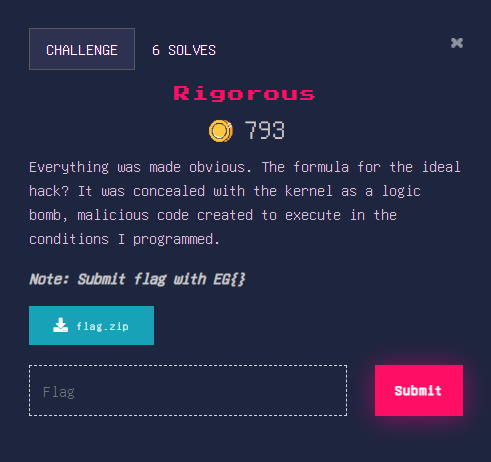 CHALLENGE 6 SOLVES
Rigorous
793
Everything was made obvious. The formula for the ideal
hack? It was concealed with the kernel as a logic
bomb, malicious code created to execute in the
conditions I programmed.
Note: Submit flag with EG{}
flag.zip
Flag
Submit